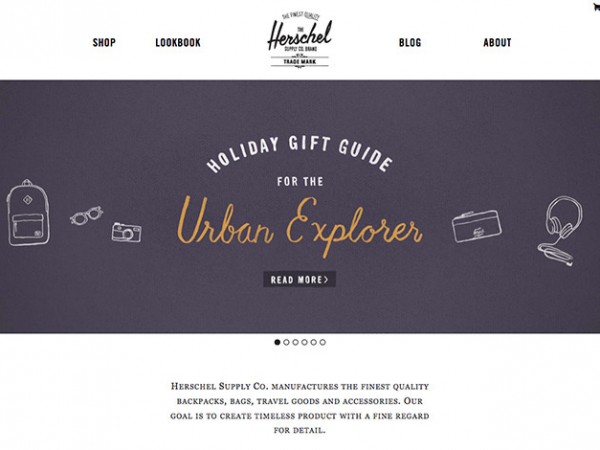 SHOP
LOOKBOOK
THE FINEST QUALITY
THE
Herschel
SUPPLY CO. BRAND
TRADE MARK
BLOG
ABOUT
HOLIDAY GIFT GUIDE
FOR THE
Urban Explorer
READ MORE>
HERSCHEL SUPPLY CO. MANUFACTURES THE FINEST QUALITY
BACKPACKS, BAGS, TRAVEL GOODS AND ACCESSORIES. OUR
GOAL IS TO CREATE TIMELESS PRODUCT WITH A FINE REGARD
FOR DETAIL.